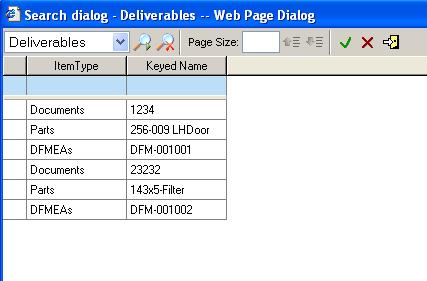 Search dialog - Deliverables -- Web Page Dialog
Deliverables Page Size:
ItemType Keyed Name
Documents 1234
Parts 256-009 LHDoor
DFMEAs DFM-001001
Documents 23232
Parts 143x5-Filter
DFMEAs DFM-001002